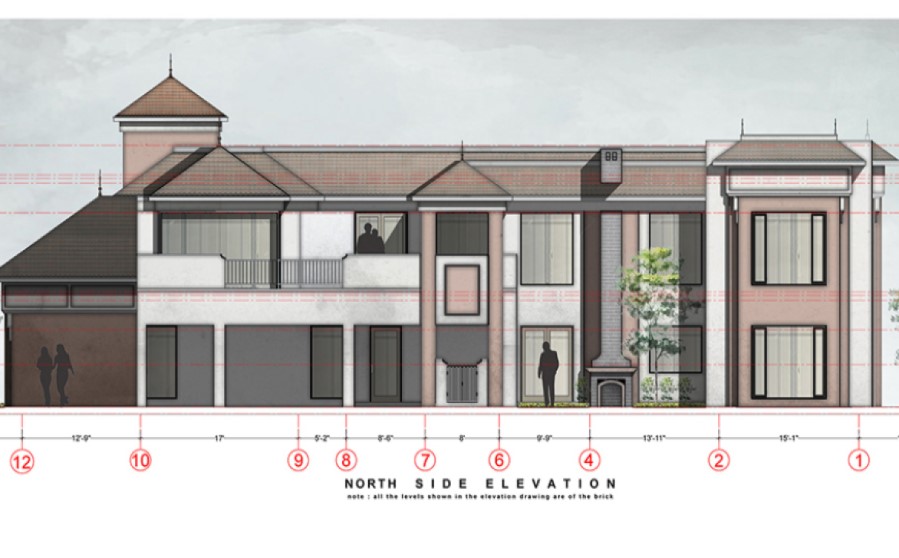 12'-9" 17' 5'-2" 8'-6" 8' 9'-9" 13'-11" 15'-1"
12 10 9 8 7 6 4 2 1
NORTH SIDE ELEVATION
note : all the levels shown in the elevation drawing are of the brick